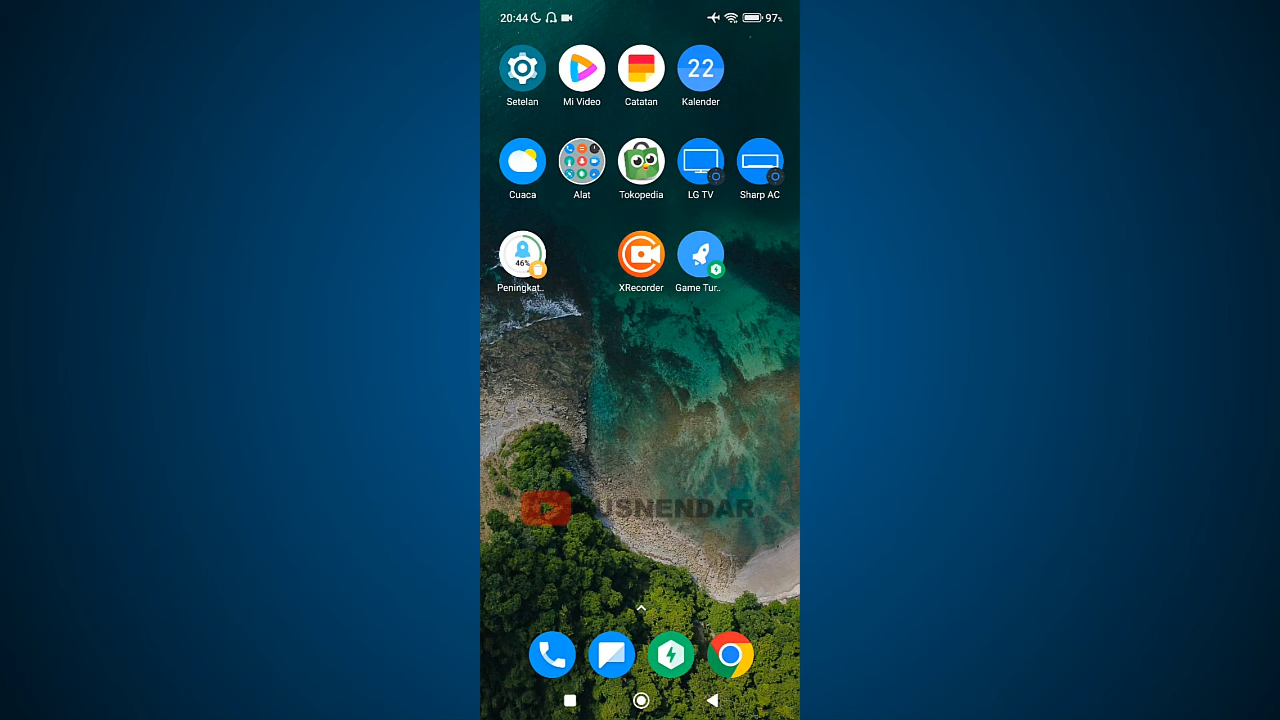 20:44 97%
Setelan Mi Video Catatan Kalender
22
Cuaca Alat Tokopedia LG TV Sharp AC
46%
Peningkat.. XRecorder Game Tur..
USNENDAR